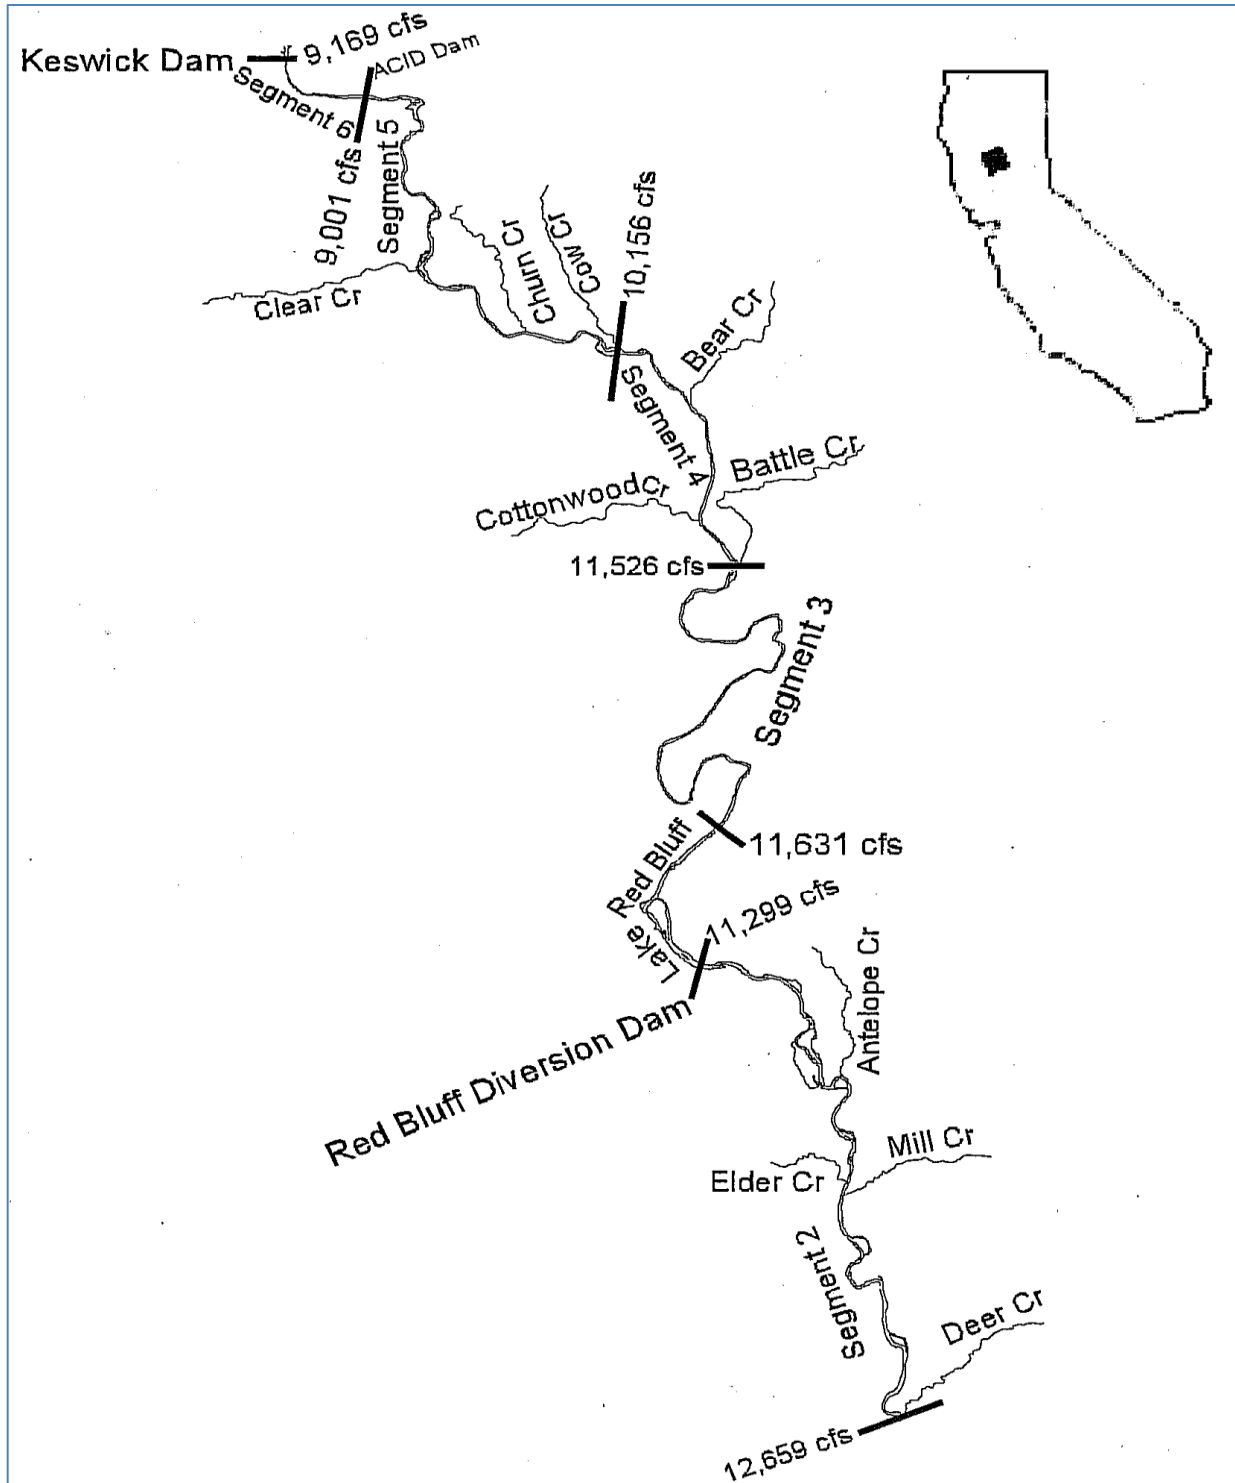 Keswick Dam
9,169 cfs
ACID Dam
Segment 6
9,001 cfs
Segment 5
Clear Cr
Churn Cr
Cow Cr
10,156 cfs
Bear Cr
Segment 4
Battle Cr
Cottonwood Cr
11,526 cfs
Segment 3
11,631 cfs
Lake Red Bluff
11,299 cfs
Red Bluff Diversion Dam
Antelope Cr
Mill Cr
Elder Cr
Segment 2
Deer Cr
12,659 cfs